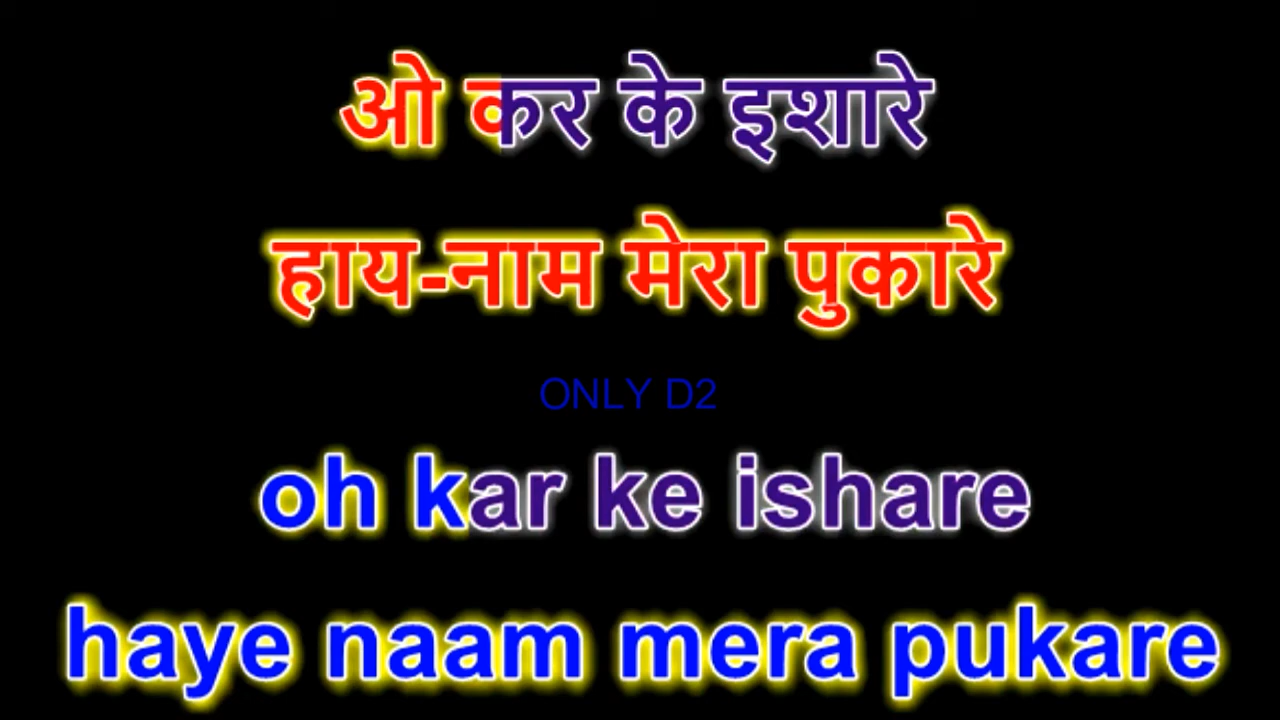 ओ कर के इशारे
हाय-नाम मेरा पुकारे
ONLY D2
oh kar ke ishare
haye naam mera pukare